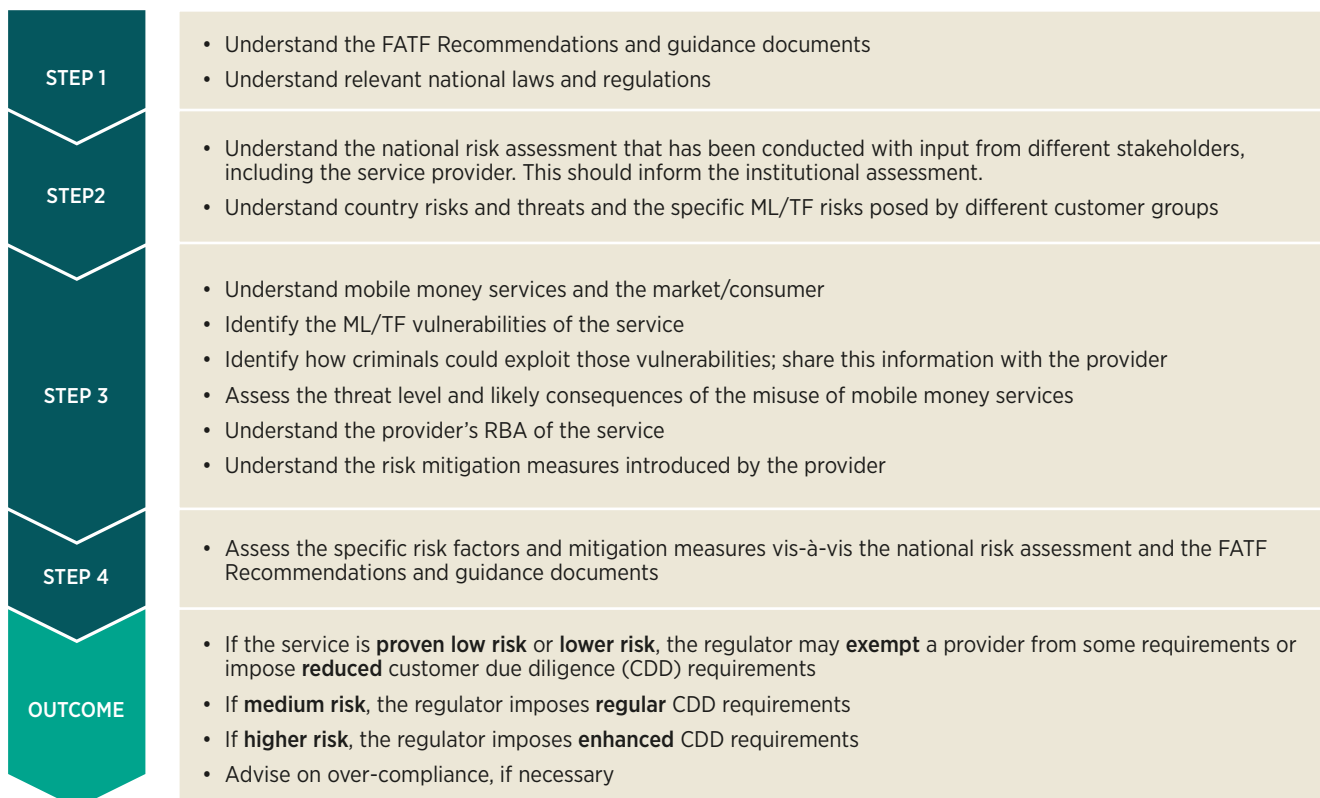 STEP 1
• Understand the FATF Recommendations and guidance documents
• Understand relevant national laws and regulations
STEP2
• Understand the national risk assessment that has been conducted with input from different stakeholders,
including the service provider. This should inform the institutional assessment.
• Understand country risks and threats and the specific ML/TF risks posed by different customer groups
STEP 3
• Understand mobile money services and the market/consumer
• Identify the ML/TF vulnerabilities of the service
• Identify how criminals could exploit those vulnerabilities; share this information with the provider
• Assess the threat level and likely consequences of the misuse of mobile money services
• Understand the provider’s RBA of the service
• Understand the risk mitigation measures introduced by the provider
STEP 4
• Assess the specific risk factors and mitigation measures vis-à-vis the national risk assessment and the FATF
Recommendations and guidance documents
OUTCOME
• If the service is proven low risk or lower risk, the regulator may exempt a provider from some requirements or
impose reduced customer due diligence (CDD) requirements
• If medium risk, the regulator imposes regular CDD requirements
• If higher risk, the regulator imposes enhanced CDD requirements
• Advise on over-compliance, if necessary